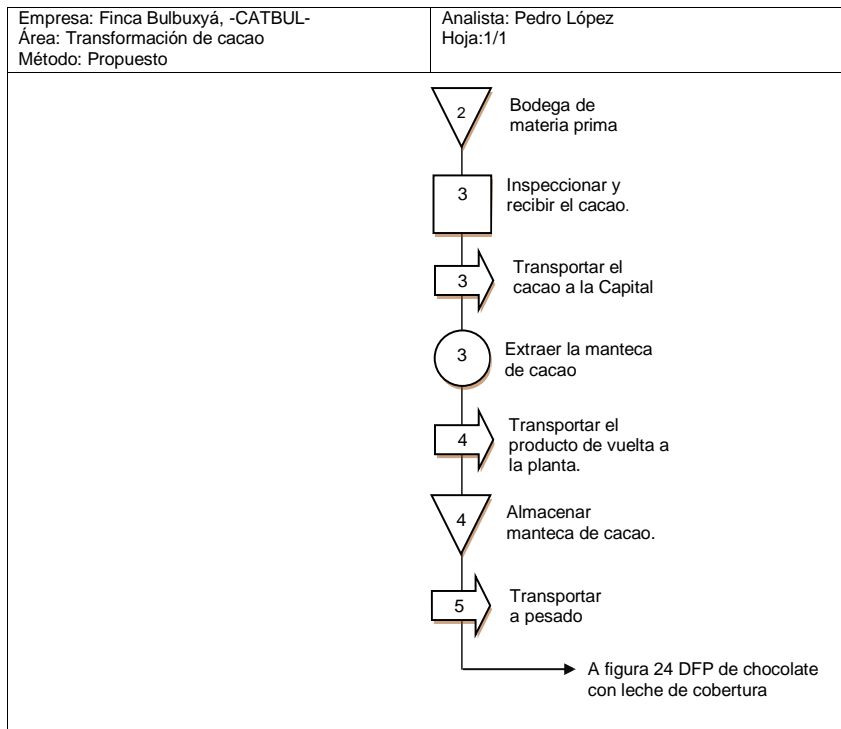 Empresa: Finca Bulbuxyá, -CATBUL-
Área: Transformación de cacao
Método: Propuesto
Analista: Pedro López
Hoja:1/1
2
Bodega de
materia prima
3
Inspeccionar y
recibir el cacao.
3
Transportar el
cacao a la Capital
3
Extraer la manteca
de cacao
4
Transportar el
producto de vuelta a
la planta.
4
Almacenar
manteca de cacao.
5
Transportar
a pesado
A figura 24 DFP de chocolate
con leche de cobertura